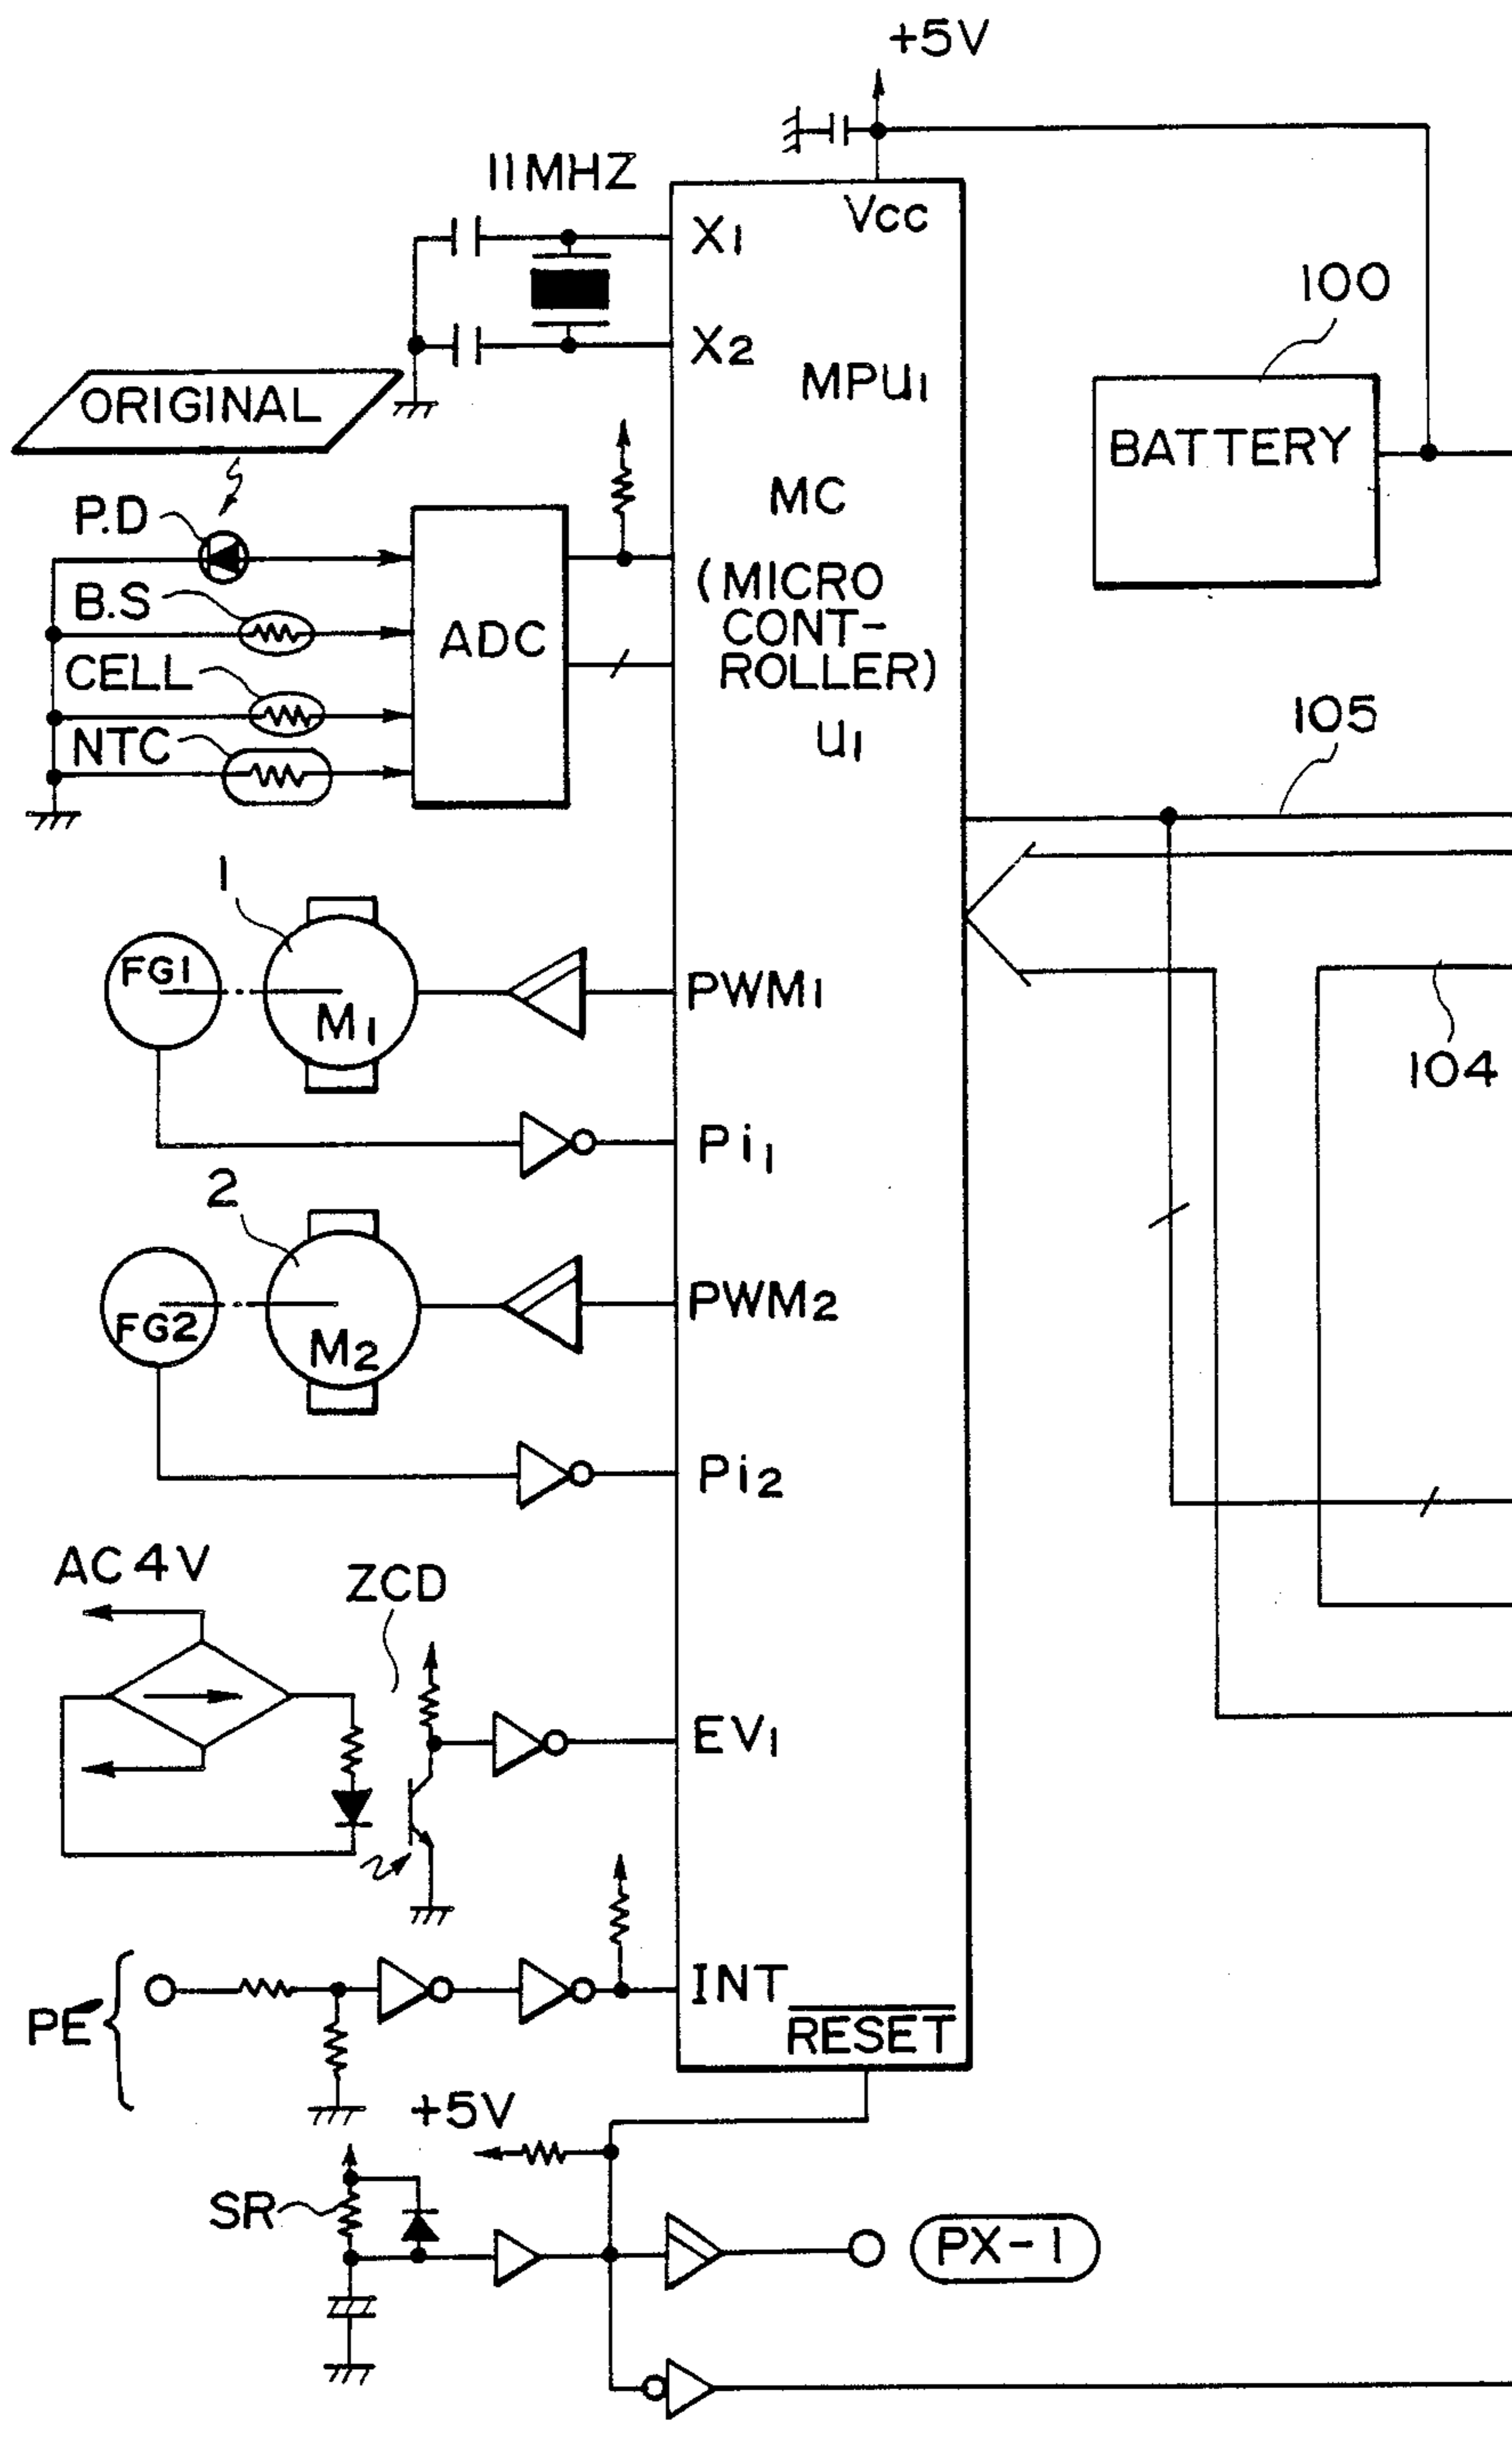 +5V
11MHZ
X1
Vcc
100
X2
MPU1
ORIGINAL
BATTERY
P.D
MC
B.S
(MICRO
CONT-
ROLLER)
ADC
CELL
U1
105
NTC
1
FG1
M1
PWM1
104
Pi1
2
FG2
M2
PWM2
Pi2
AC4V
ZCD
EV1
PE
INT
RESET
+5V
SR
PX-1